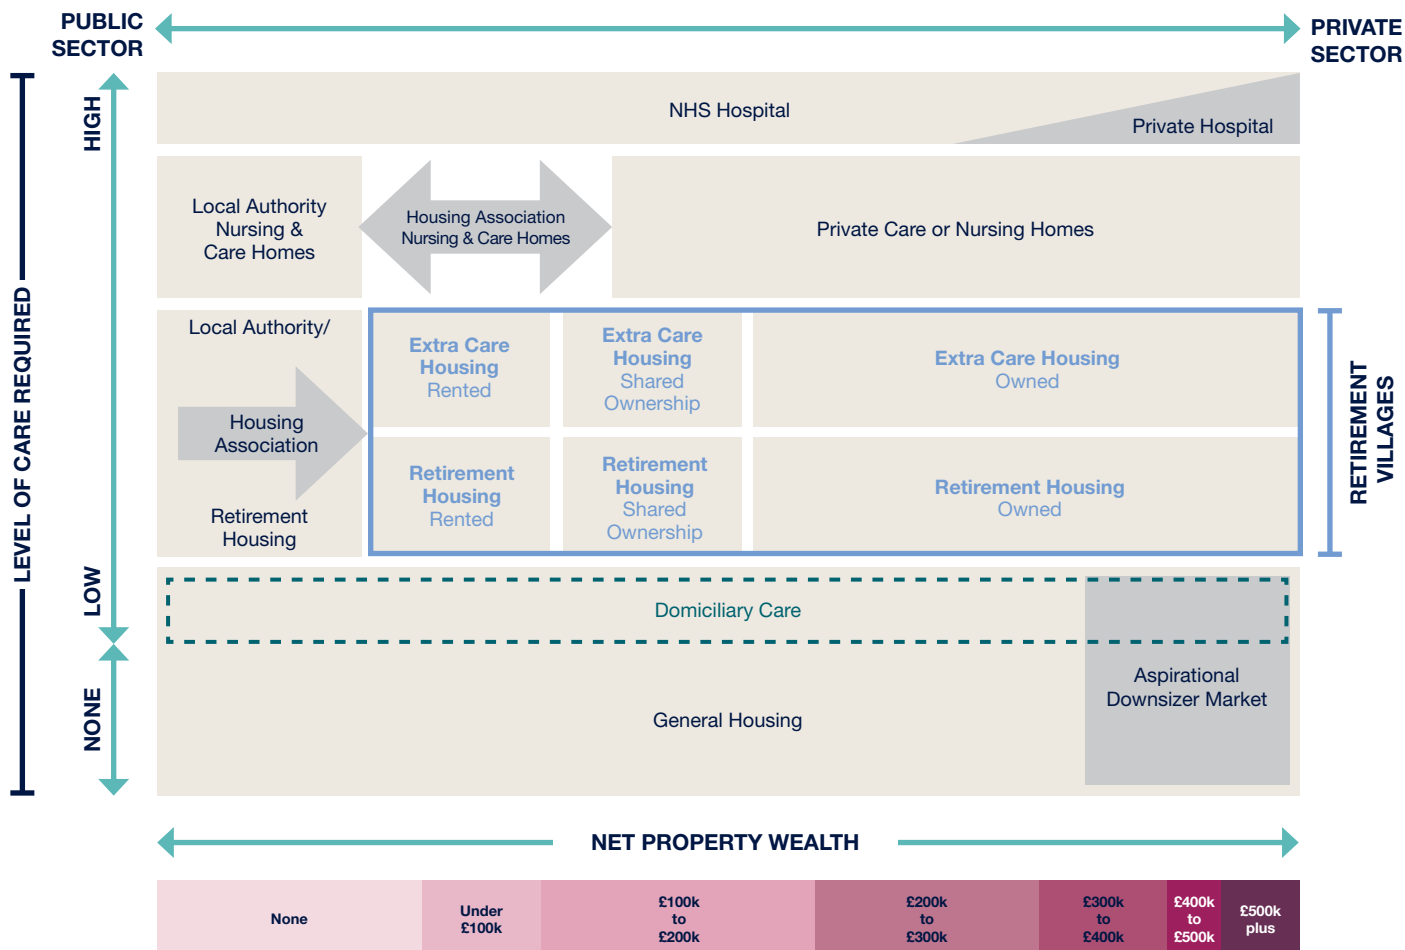 PUBLIC
SECTOR
PRIVATE
SECTOR
LEVEL OF CARE REQUIRED
HIGH
LOW
NONE
NHS Hospital
Private Hospital
Local Authority
Nursing &
Care Homes
Housing Association
Nursing & Care Homes
Private Care or Nursing Homes
Local Authority/
Housing
Association
Retirement
Housing
Extra Care
Housing
Rented
Extra Care
Housing
Shared
Ownership
Extra Care Housing
Owned
Retirement
Housing
Rented
Retirement
Housing
Shared
Ownership
Retirement Housing
Owned
RETIREMENT
VILLAGES
Domiciliary Care
General Housing
Aspirational
Downsizer Market
NET PROPERTY WEALTH
None
Under
£100k
£100k
to
£200k
£200k
to
£300k
£300k
to
£400k
£400k
to
£500k
£500k
plus